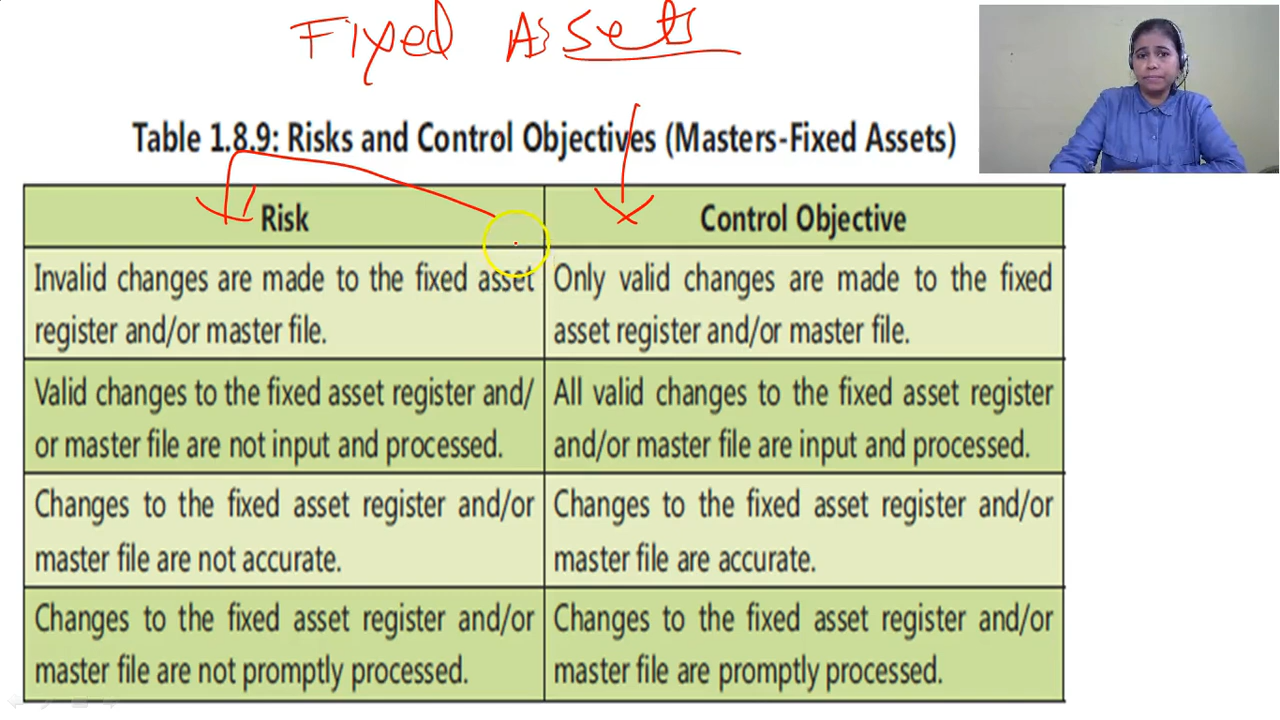 Fixed Assets
Table 1.8.9: Risks and Control Objectives (Masters-Fixed Assets)
Risk
Control Objective
Invalid changes are made to the fixed asset
register and/or master file.
Only valid changes are made to the fixed
asset register and/or master file.
Valid changes to the fixed asset register and/
or master file are not input and processed.
All valid changes to the fixed asset register
and/or master file are input and processed.
Changes to the fixed asset register and/or
master file are not accurate.
Changes to the fixed asset register and/or
master file are accurate.
Changes to the fixed asset register and/or
master file are not promptly processed.
Changes to the fixed asset register and/or
master file are promptly processed.